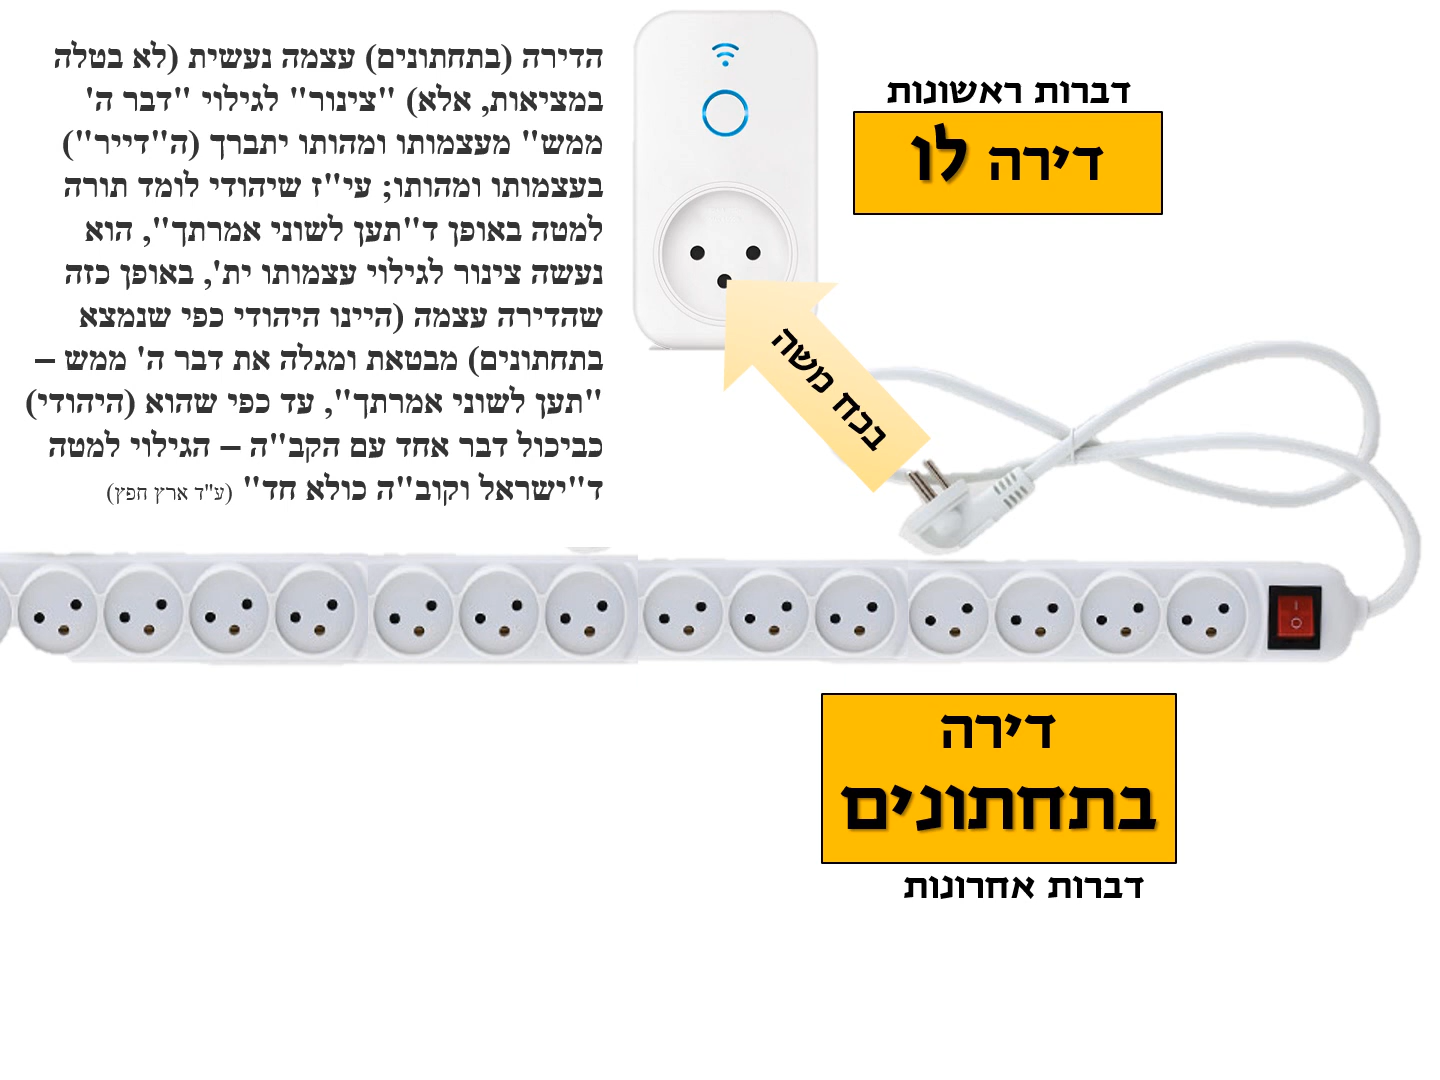 דברות ראשונות
דירה לו
הדירה (בתחתונים) עצמה נעשית (לא בטלה
במציאות, אלא) "צינור" לגילוי "דבר ה'
ממש" מעצמותו ומהותו יתברך (ה"דייר")
בעצמותו ומהותו; עי"ז שיהודי לומד תורה
למטה באופן ד"תען לשוני אמרתך", הוא
נעשה צינור לגילוי עצמותו ית', באופן כזה
שהדירה עצמה (היינו היהודי כפי שנמצא
בתחתונים) מבטאת ומגלה את דבר ה' ממש –
"תען לשוני אמרתך", עד כפי שהוא (היהודי)
כביכול דבר אחד עם הקב"ה – הגילוי למטה
ד"ישראל וקוב"ה כולא חד" (ע"ד ארץ חפץ)
בכח משה
דירה
בתחתונים
דברות אחרונות